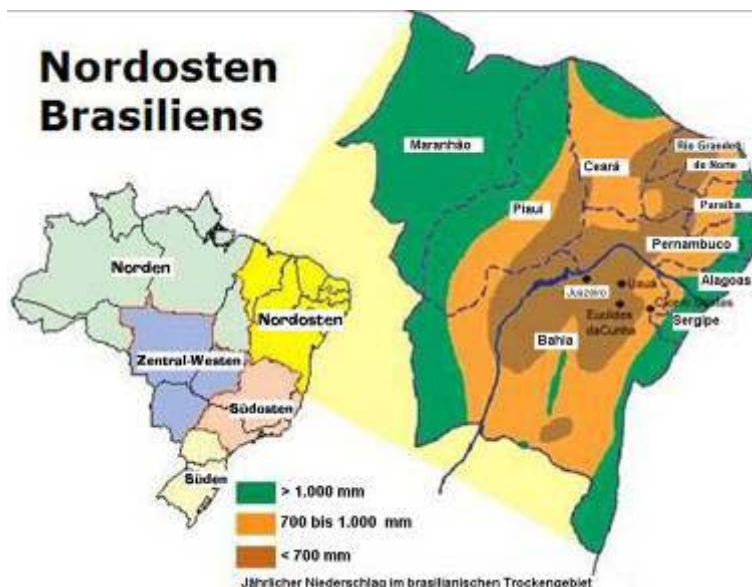 Nordosten
Brasiliens
Maranhão
Ceará
Rio Grande
do Norte
Piauí
Paraíba
Pernambuco
Alagoas
Juazeiro
Uauá
Euclides
daCunha
Sergipe
Bahia
Norden
Nordosten
Zentral-Westen
Südosten
Süden
> 1.000 mm
700 bis 1.000 mm
< 700 mm
Jährlicher Niederschlag im brasilianischen Trockengebiet